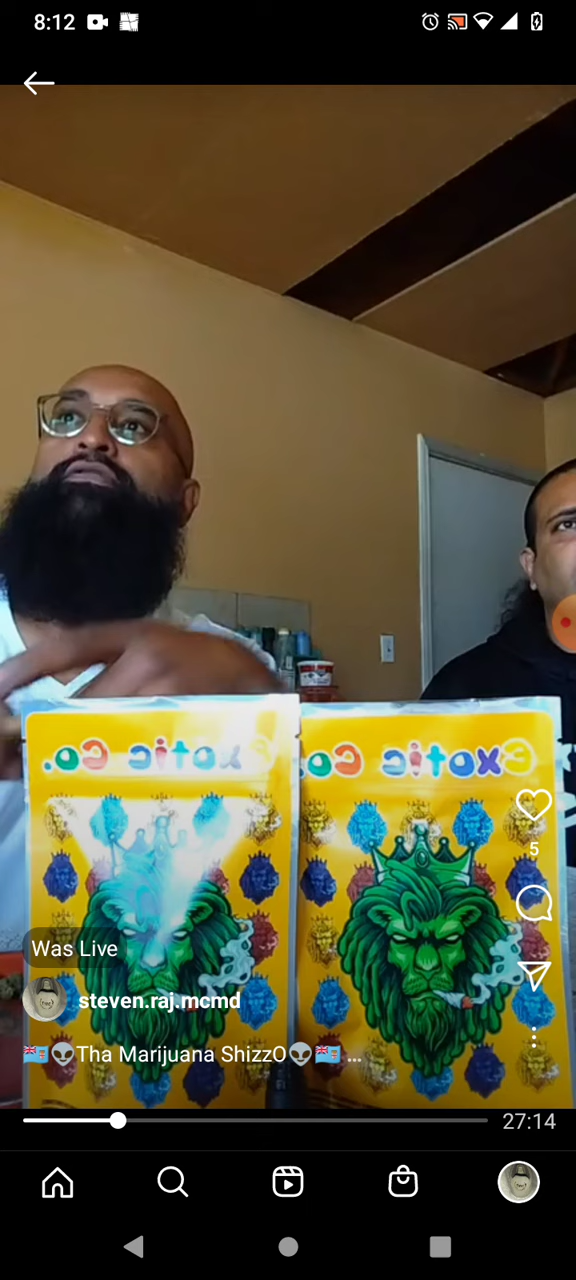 8:12
Exotic Co.
Exotic Co.
Was Live
steven.raj.mcmd
🇫🇯👽Tha Marijuana ShizzO👽🇫🇯 ...
5
27:14